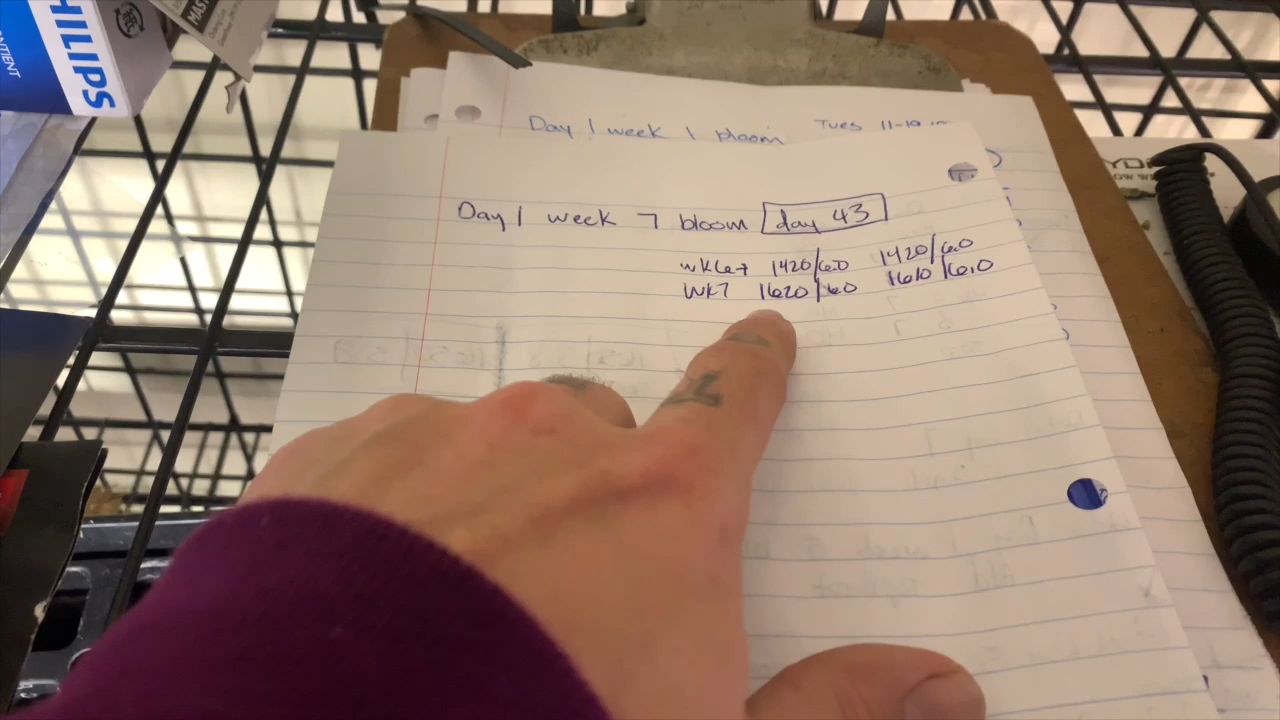 PHILIPS
Day 1 week 1 bloom Tues
Day 1 week 7 bloom day 43
wk6→ 1420/6.0 1420/6.0
wk7 1620/6.0 1610/6.0